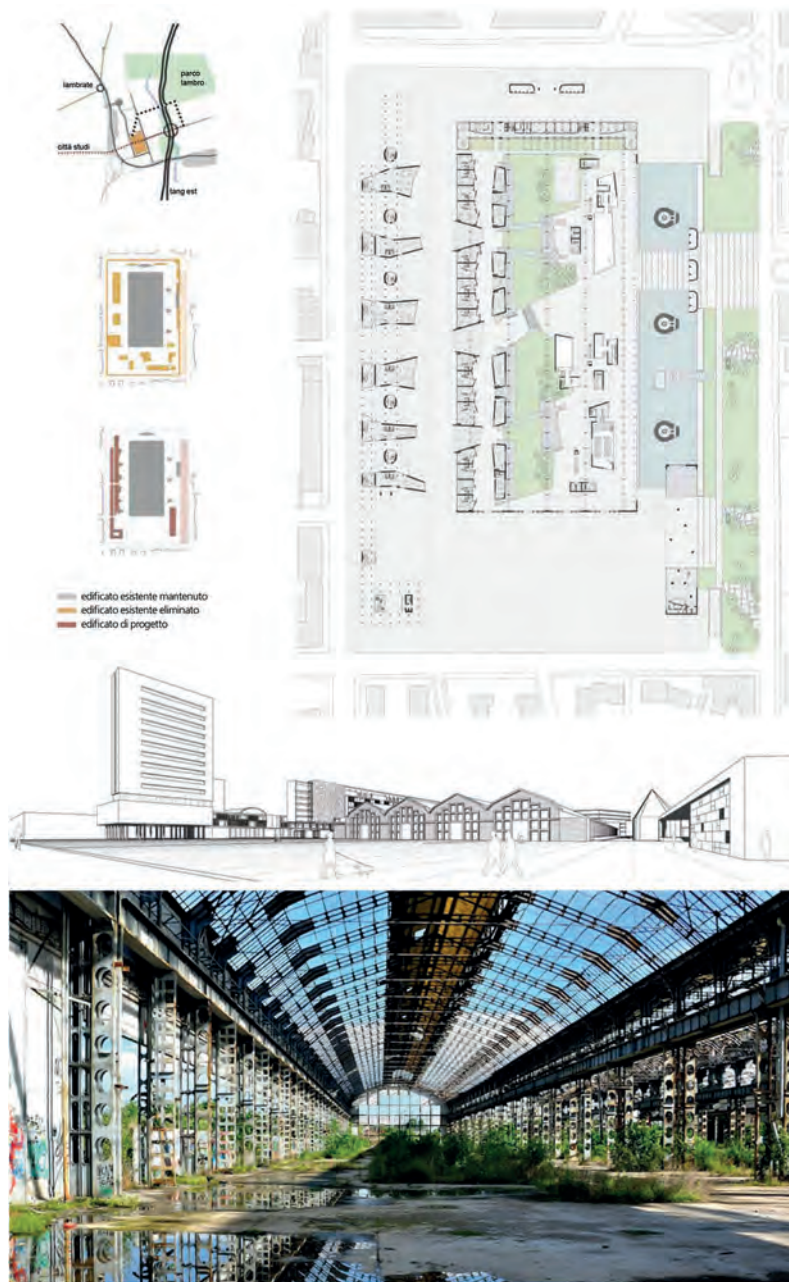 parco
lambro
lambrate
città studi
tang est
edificato esistente mantenuto
edificato esistente eliminato
edificato di progetto